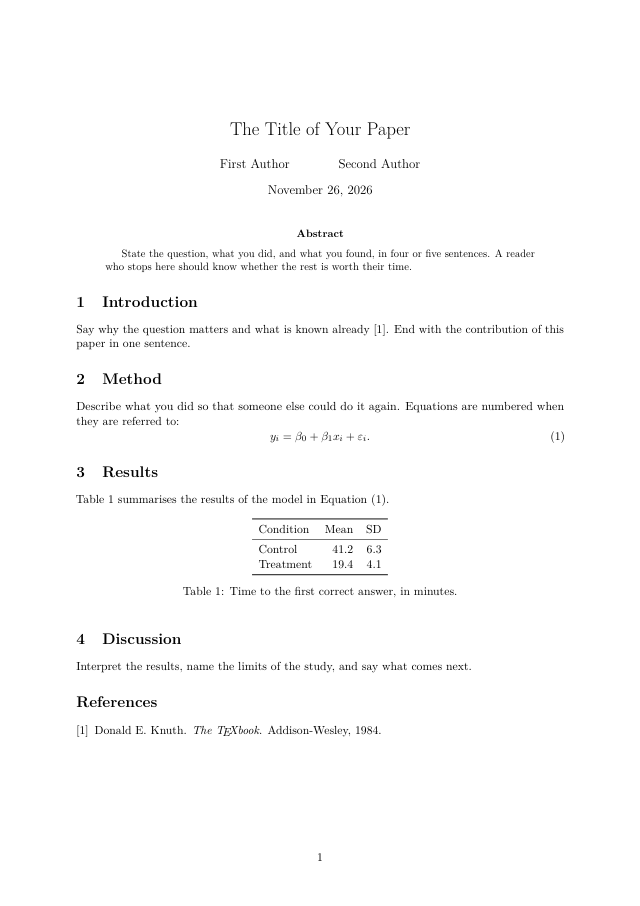 The Title of Your Paper
First Author Second Author
November 26, 2026
Abstract
State the question, what you did, and what you found, in four or five sentences. A reader
who stops here should know whether the rest is worth their time.
1 Introduction
Say why the question matters and what is known already [1]. End with the contribution of this
paper in one sentence.
2 Method
Describe what you did so that someone else could do it again. Equations are numbered when
they are referred to:
yᵢ = β₀ + β₁xᵢ + εᵢ. (1)
3 Results
Table 1 summarises the results of the model in Equation (1).
Condition Mean SD
Control 41.2 6.3
Treatment 19.4 4.1
Table 1: Time to the first correct answer, in minutes.
4 Discussion
Interpret the results, name the limits of the study, and say what comes next.
References
[1] Donald E. Knuth. The TEXbook. Addison-Wesley, 1984.
1